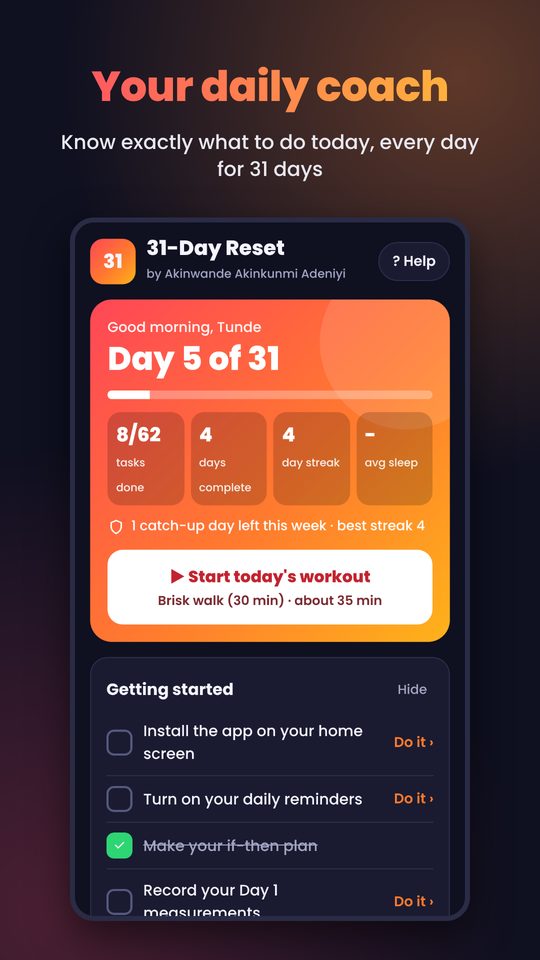 Your daily coach
Know exactly what to do today, every day
for 31 days
31
31-Day Reset
by Akinwande Akinkunmi Adeniyi
? Help
Good morning, Tunde
Day 5 of 31
8/62
tasks
done
4
days
complete
4
day streak
-
avg sleep
1 catch-up day left this week · best streak 4
▶ Start today's workout
Brisk walk (30 min) · about 35 min
Getting started
Hide
Install the app on your home
screen
Do it ›
Turn on your daily reminders
Do it ›
Make your if-then plan
Record your Day 1
measurements
Do it ›